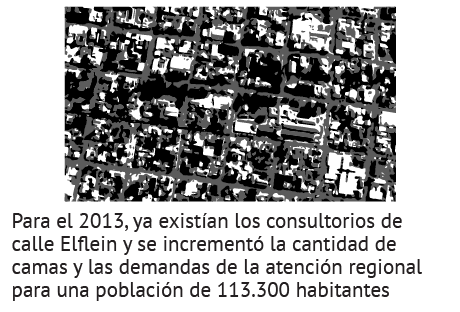 Para el 2013, ya existían los consultorios de
calle Elflein y se incrementó la cantidad de
camas y las demandas de la atención regional
para una población de 113.300 habitantes